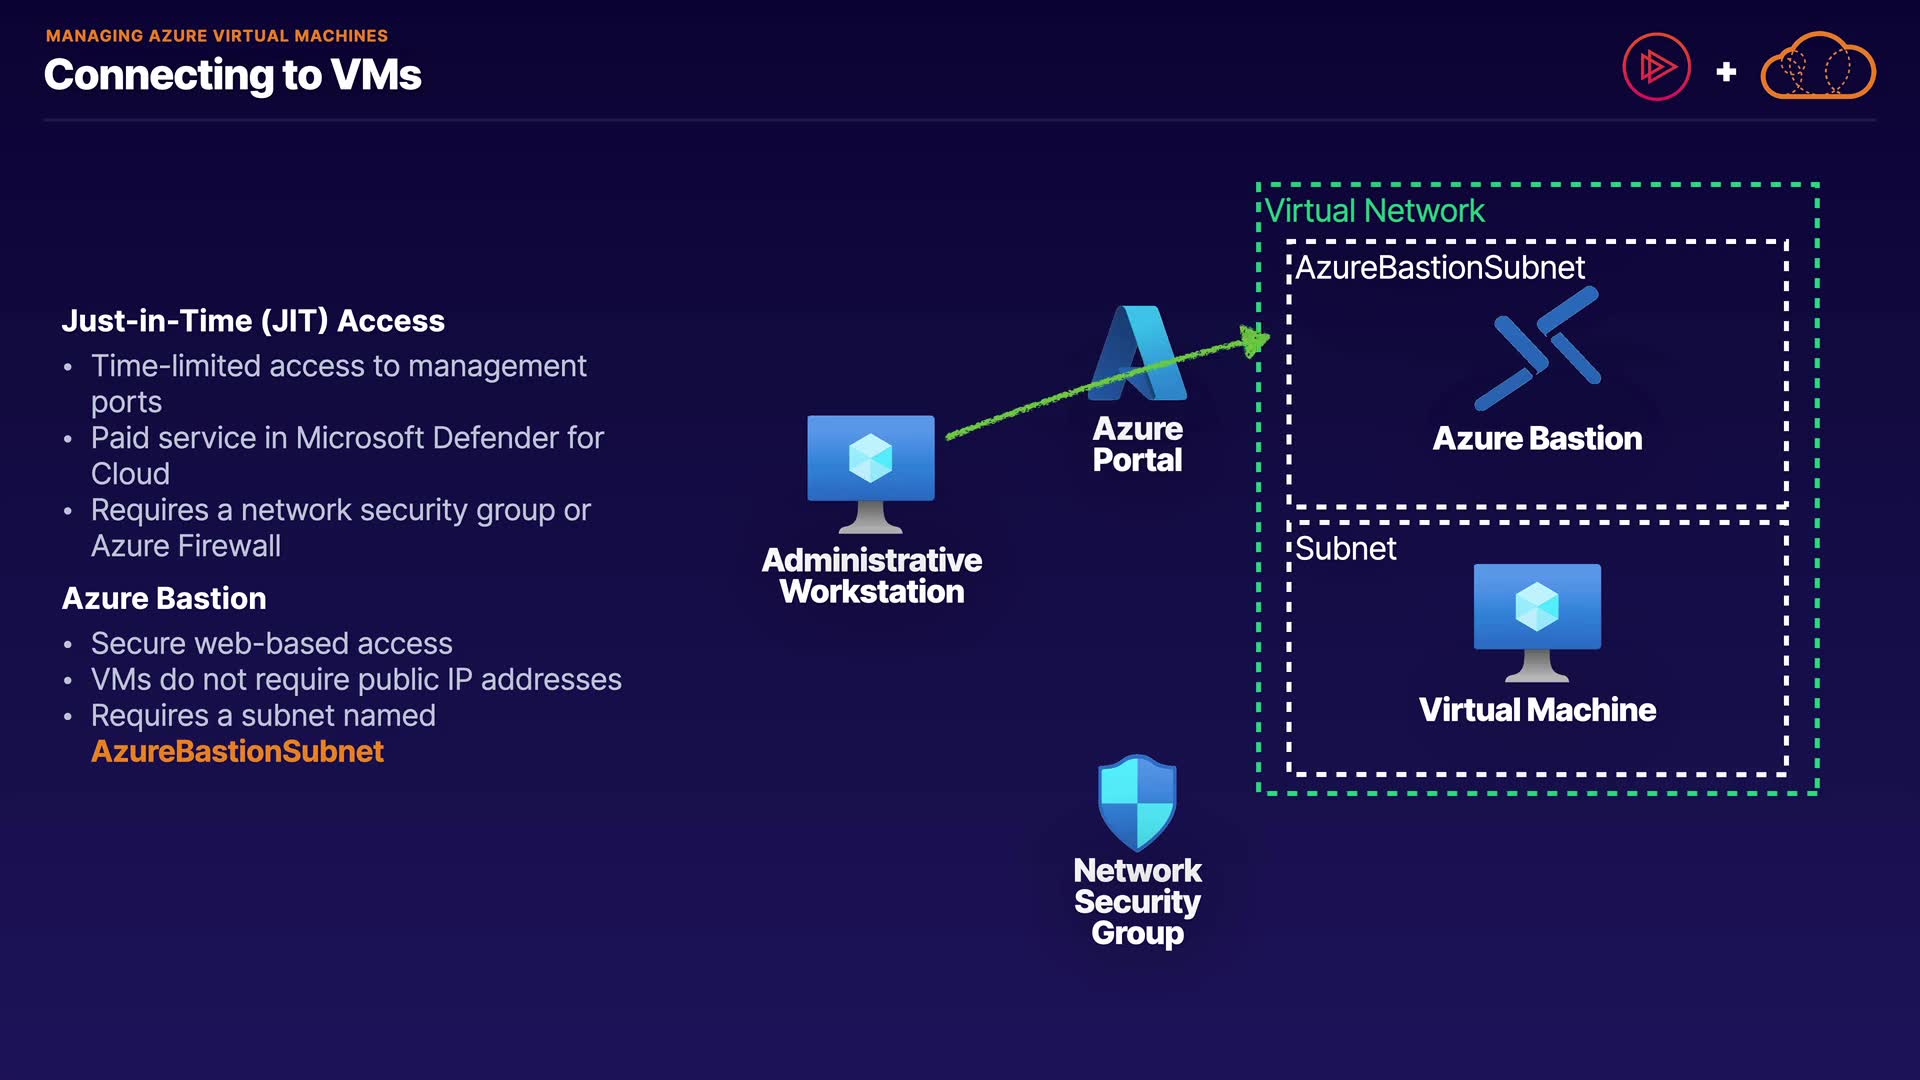 MANAGING AZURE VIRTUAL MACHINES
Connecting to VMs
Just-in-Time (JIT) Access
• Time-limited access to management
ports
• Paid service in Microsoft Defender for
Cloud
• Requires a network security group or
Azure Firewall
Azure Bastion
• Secure web-based access
• VMs do not require public IP addresses
• Requires a subnet named
AzureBastionSubnet
Administrative
Workstation
Azure
Portal
Network
Security
Group
Virtual Network
AzureBastionSubnet
Azure Bastion
Subnet
Virtual Machine